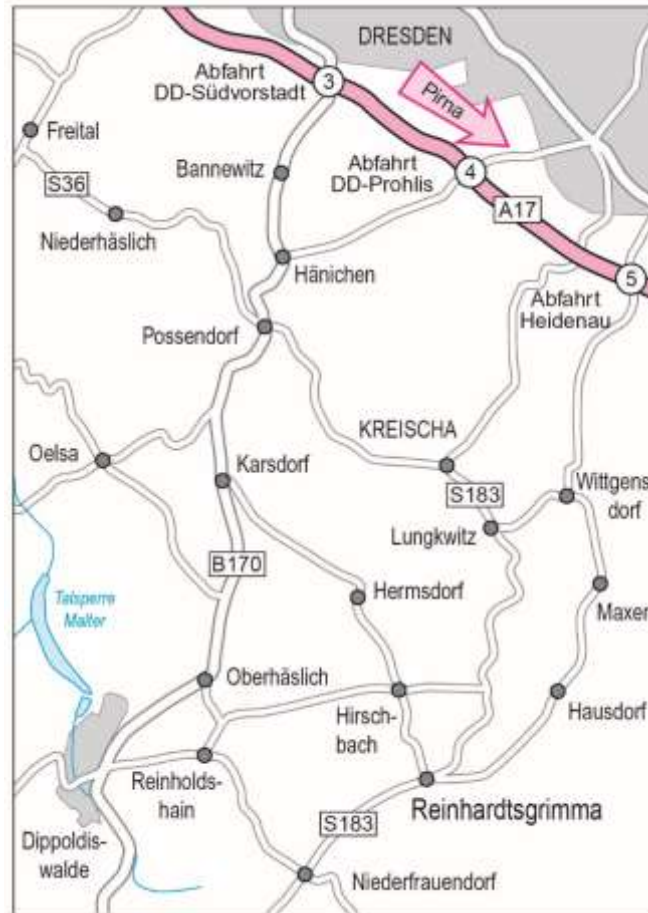 DRESDEN
Abfahrt
DD-Südvorstadt
3
Pirna
Freital
Bannewitz
Abfahrt
DD-Prohlis
4
S36
A17
Niederhäslich
Hänichen
5
Abfahrt
Heidenau
Possendorf
KREISCHA
Oelsa
Karsdorf
S183
Wittgens
dorf
Lungkwitz
B170
Talsperre
Malter
Hermsdorf
Maxen
Oberhäslich
Hirsch-
bach
Hausdorf
Reinholds-
hain
Reinhardtsgrimma
S183
Dippoldis-
walde
Niederfrauendorf